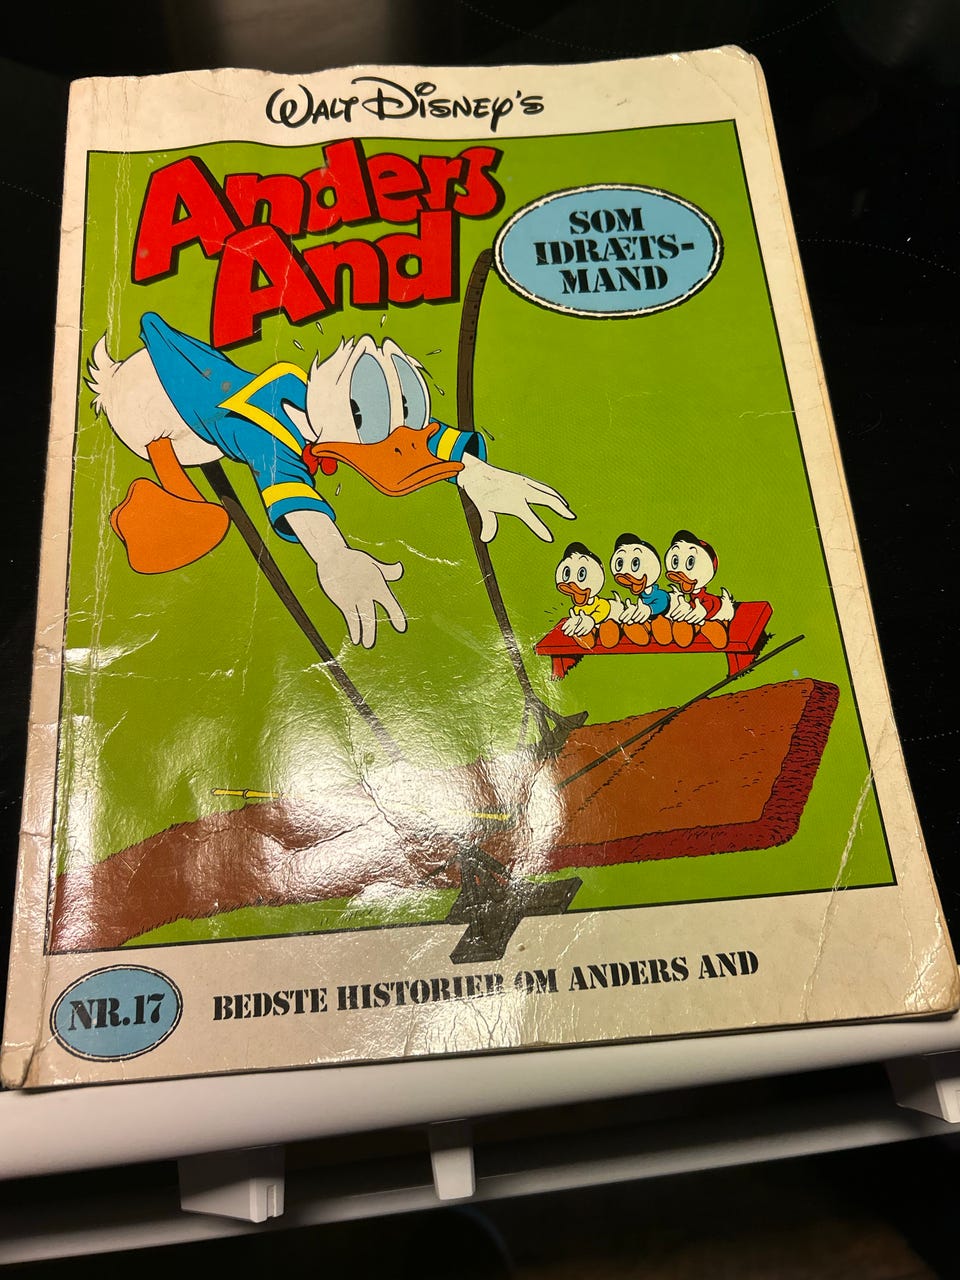 WALT DISNEY'S
Anders
And
SOM
IDRÆTS-
MAND
NR.17
BEDSTE HISTORIER OM ANDERS AND